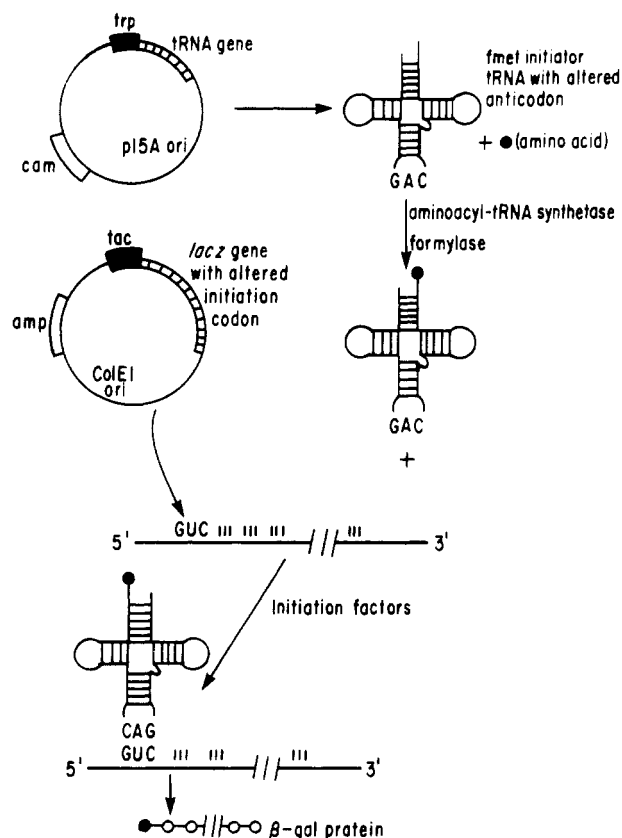 trp
tRNA gene
p15A ori
cam
fmet initiator
tRNA with altered
anticodon
+ ●(amino acid)
GAC
aminoacyl-tRNA synthetase
formylase
tac
lacz gene
with altered
initiation
codon
amp
ColE1
ori
GAC
+
GUC
5' 3'
Initiation factors
CAG
GUC
5' 3'
β-gal protein